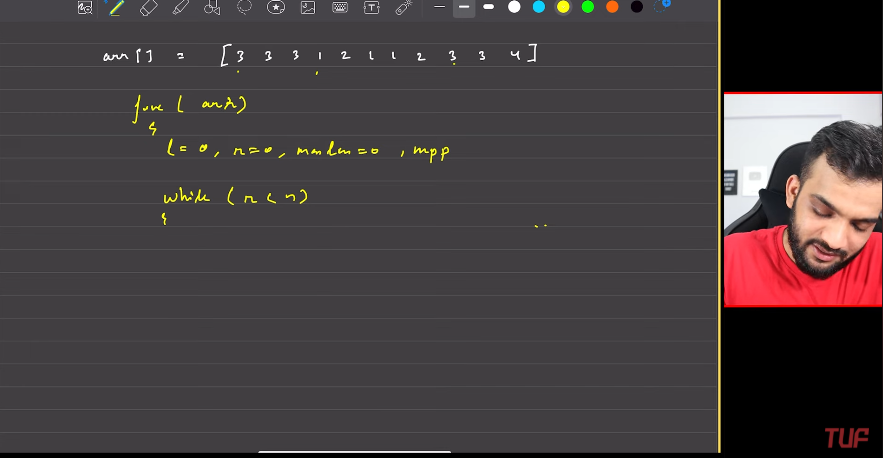 arr[] = [3 3 3 1 2 1 1 2 3 3 4]
func(arr)
{
l=0, r=0, maxlen=0, mpp
while (r < n)
{
TUF